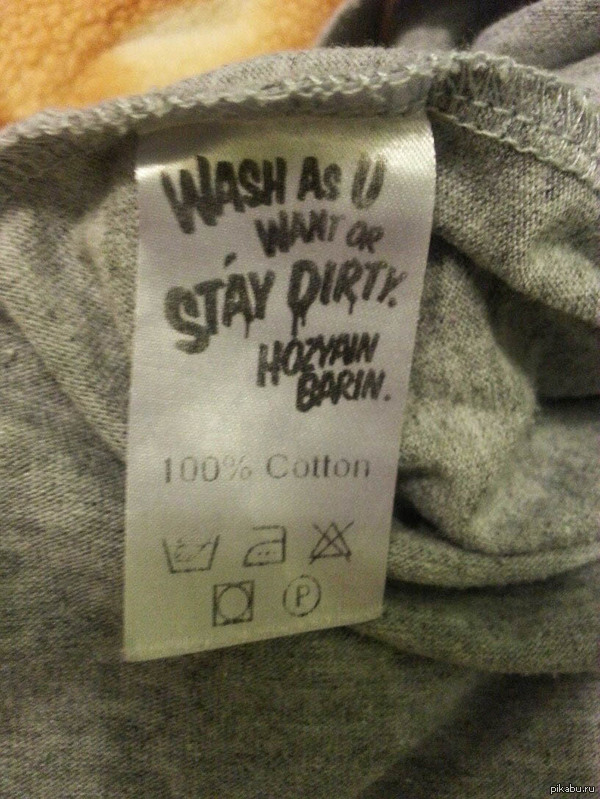 WASH AS U
WANT OR
STAY DIRTY.
HOZYAIN
BARIN.
100% Cotton
P
pikabu.ru